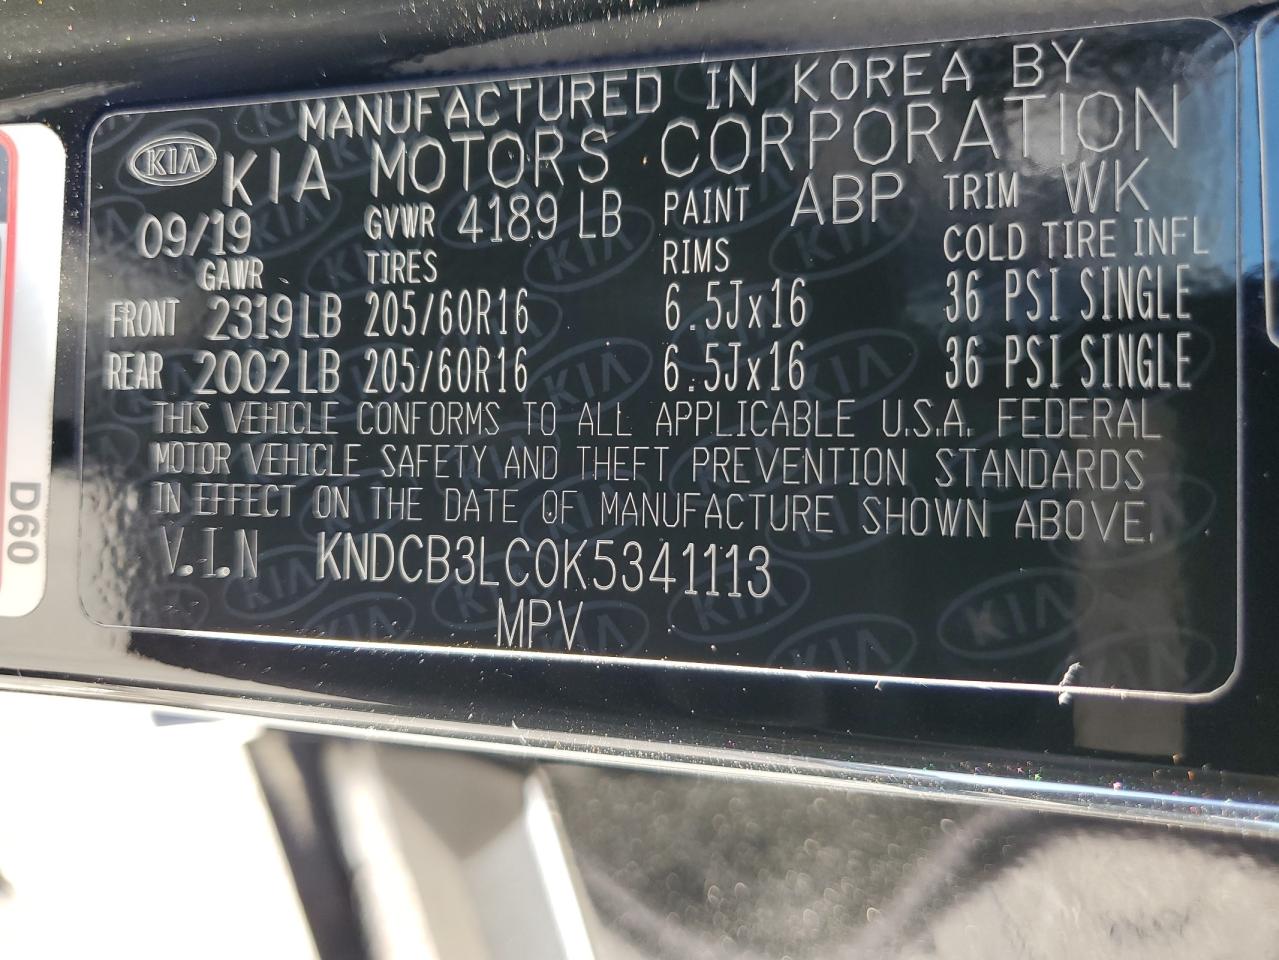 MANUFACTURED IN KOREA BY
KIA KIA MOTORS CORPORATION
09/19 GVWR 4189 LB PAINT ABP TRIM WK
GAWR TIRES RIMS COLD TIRE INFL
FRONT 2319 LB 205/60R16 6.5Jx16 36 PSI SINGLE
REAR 2002 LB 205/60R16 6.5Jx16 36 PSI SINGLE
THIS VEHICLE CONFORMS TO ALL APPLICABLE U.S.A. FEDERAL
MOTOR VEHICLE SAFETY AND THEFT PREVENTION STANDARDS
IN EFFECT ON THE DATE OF MANUFACTURE SHOWN ABOVE.
V.I.N KNDCB3LC0K5341113
MPV
D60